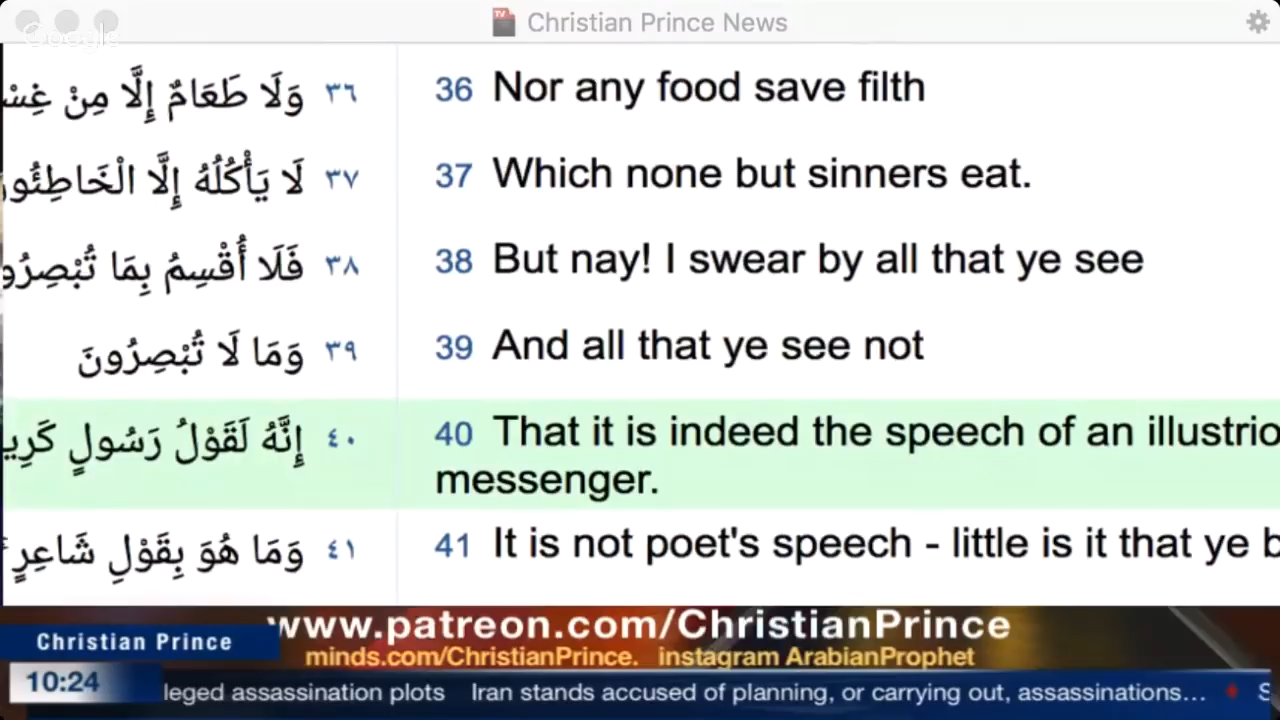 Christian Prince News
Google
TV
وَلَا طَعَامٌ إِلَّا مِنْ ٣٦
36 Nor any food save filth
لَا يَأْكُلُهُ إِلَّا ٣٧
37 Which none but sinners eat.
فَلَا أُقْسِمُ بِمَا ٣٨
38 But nay! I swear by all that ye see
وَمَا لَا تُبْصِرُونَ ٣٩
39 And all that ye see not
إِنَّهُ لَقَوْلُ رَسُولٍ ٤٠
40 That it is indeed the speech of an illustrio
messenger.
وَمَا هُوَ بِقَوْلِ شَاعِرٍ ٤١
41 It is not poet's speech - little is it that ye b
www.patreon.com/ChristianPrince
Christian Prince
minds.com/ChristianPrince. instagram ArabianProphet
10:24
leged assassination plots Iran stands accused of planning, or carrying out, assassinations... S